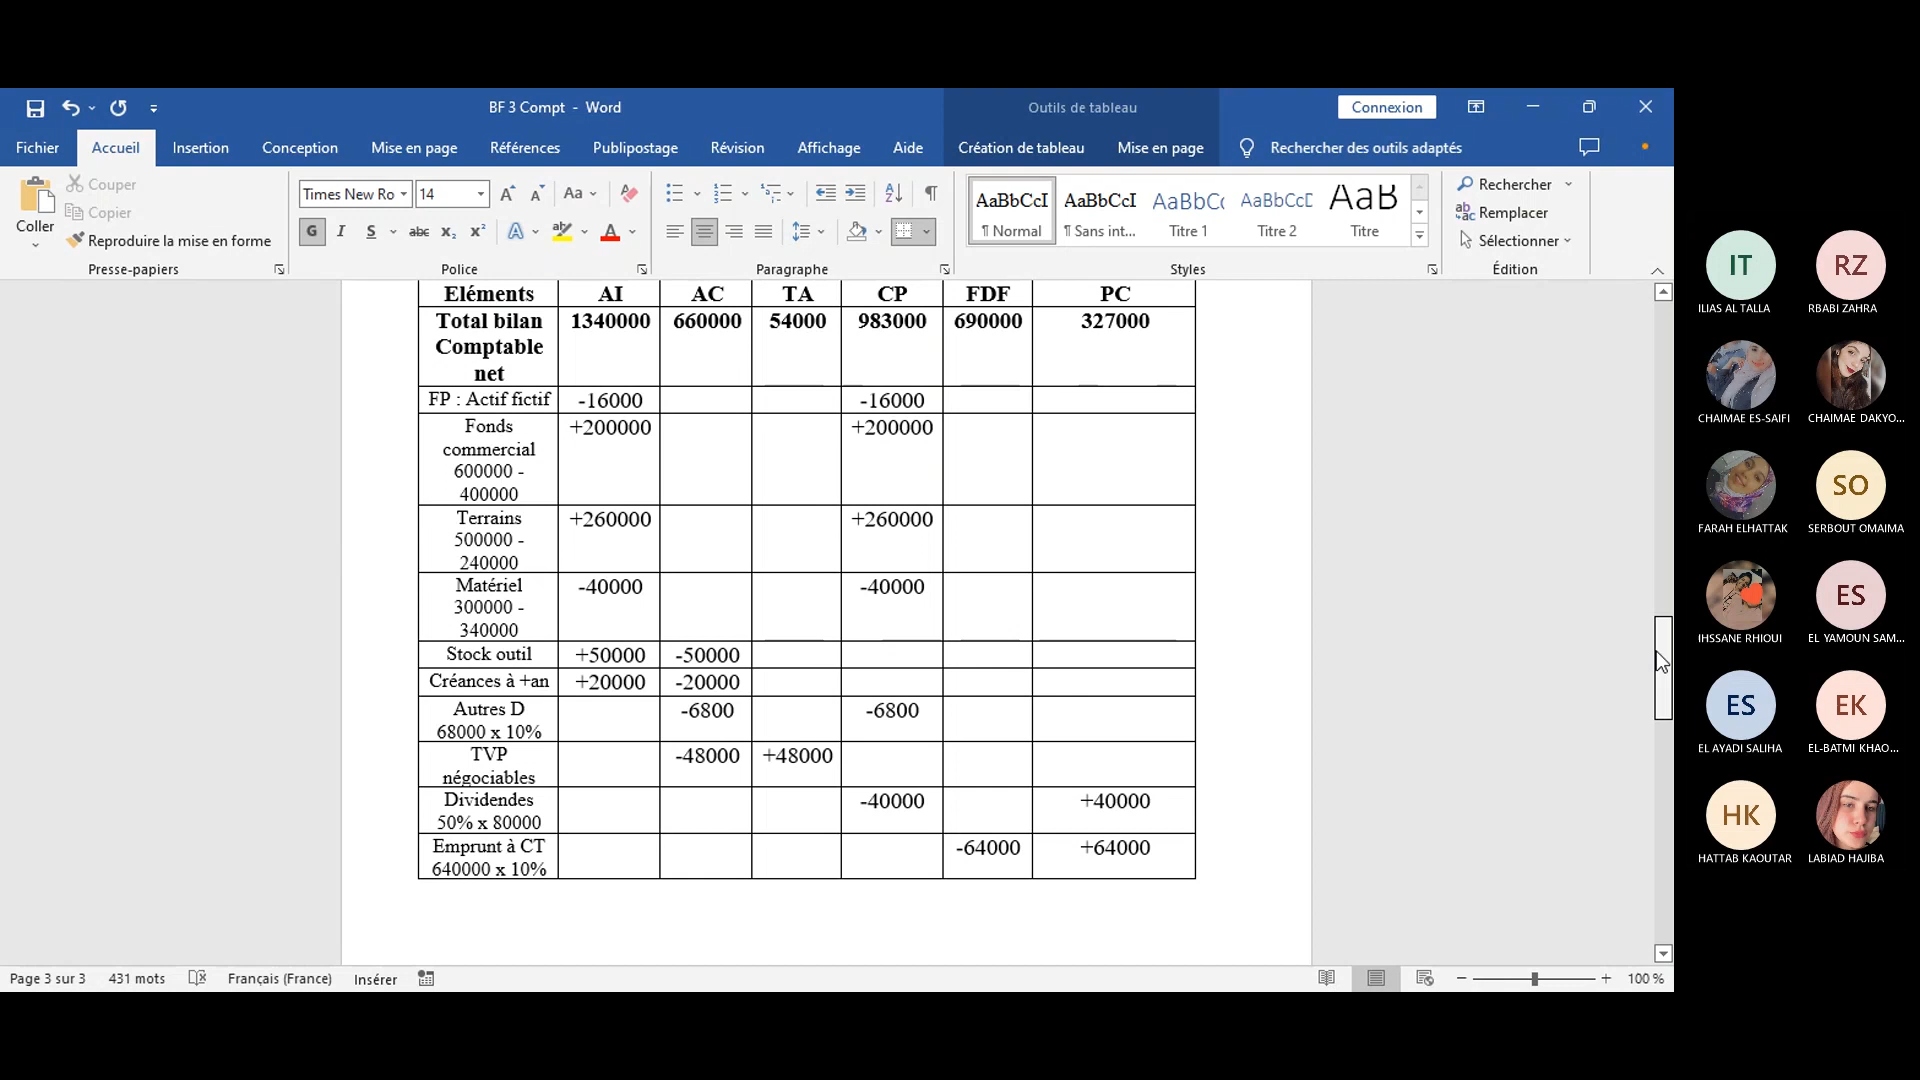 BF 3 Compt - Word
Outils de tableau
Connexion
Fichier Accueil Insertion Conception Mise en page Références Publipostage Révision Affichage Aide Création de tableau Mise en page Rechercher des outils adaptés
Coller
Couper
Copier
Reproduire la mise en forme
Presse-papiers
Times New Ro 14
Aa
G I S abc x₂ x² A ab A
Police
Paragraphe
AaBbCcI AaBbCcI AaBbCc AaBbCcD AaB
¶ Normal ¶ Sans int... Titre 1 Titre 2 Titre
Styles
Rechercher
Remplacer
Sélectionner
Édition
Eléments AI AC TA CP FDF PC
Total bilan 1340000 660000 54000 983000 690000 327000
Comptable
net
FP : Actif fictif -16000 -16000
Fonds +200000 +200000
commercial
600000 -
400000
Terrains +260000 +260000
500000 -
240000
Matériel -40000 -40000
300000 -
340000
Stock outil +50000 -50000
Créances à +an +20000 -20000
Autres D -6800 -6800
68000 x 10%
TVP -48000 +48000
négociables
Dividendes -40000 +40000
50% x 80000
Emprunt à CT -64000 +64000
640000 x 10%
Page 3 sur 3 431 mots Français (France) Insérer 100 %
IT RZ
ILIAS AL TALLA RBABI ZAHRA
CHAIMAE ES-SAIFI CHAIMAE DAKYO...
SO
FARAH ELHATTAK SERBOUT OMAIMA
ES
IHSSANE RHIOUI EL YAMOUN SAM...
ES EK
EL AYADI SALIHA EL-BATMI KHAO...
HK
HATTAB KAOUTAR LABIAD HAJIBA